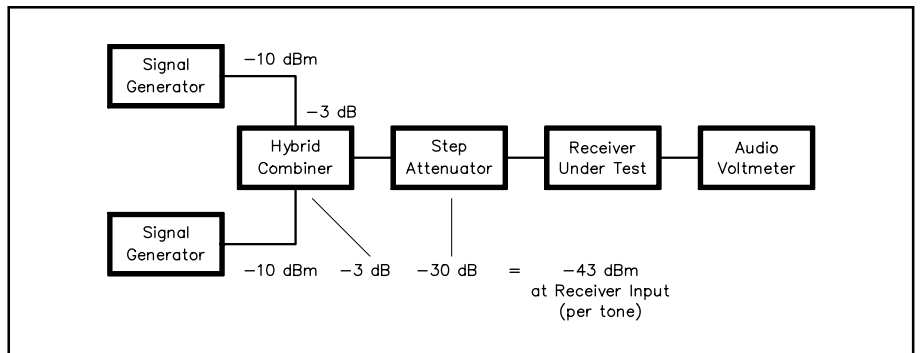 Signal
Generator
-10 dBm
-3 dB
Hybrid
Combiner
Step
Attenuator
Receiver
Under Test
Audio
Voltmeter
Signal
Generator
-10 dBm -3 dB -30 dB = -43 dBm
at Receiver Input
(per tone)